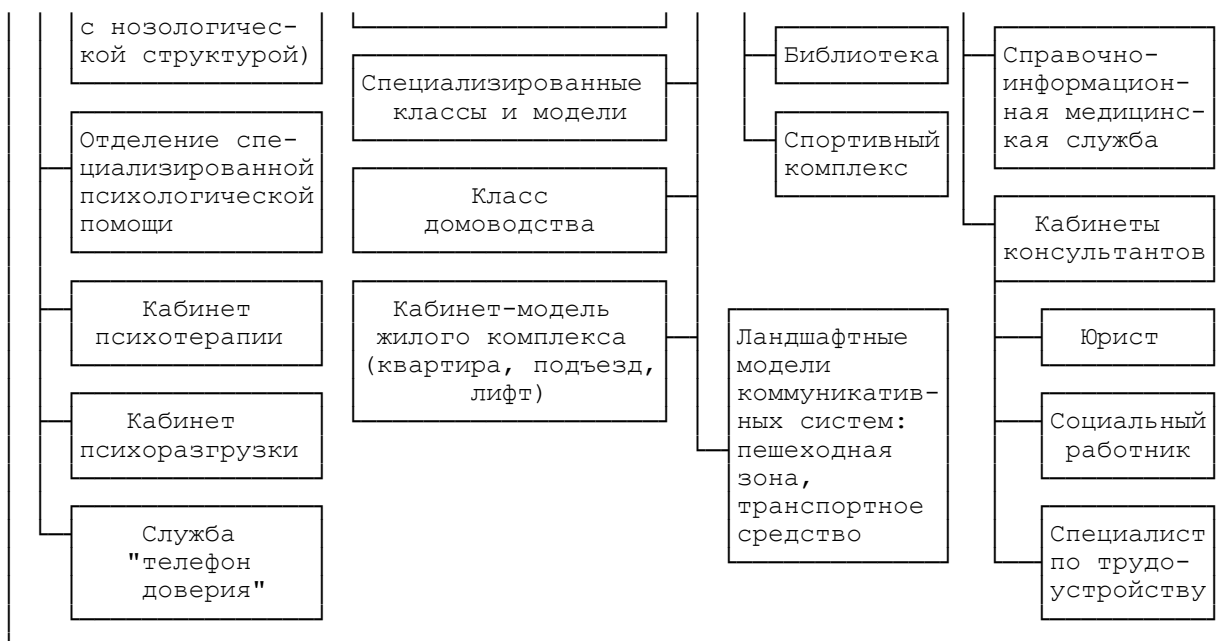 с нозологичес-
кой структурой)
Отделение спе-
циализированной
психологической
помощи
Кабинет
психотерапии
Кабинет
психоразгрузки
Служба
"телефон
доверия"
Специализированные
классы и модели
Класс
домоводства
Кабинет-модель
жилого комплекса
(квартира, подъезд,
лифт)
Библиотека
Спортивный
комплекс
Ландшафтные
модели
коммуникатив-
ных систем:
пешеходная
зона,
транспортное
средство
Справочно-
информацион-
ная медицинс-
кая служба
Кабинеты
консультантов
Юрист
Социальный
работник
Специалист
по трудо-
устройству